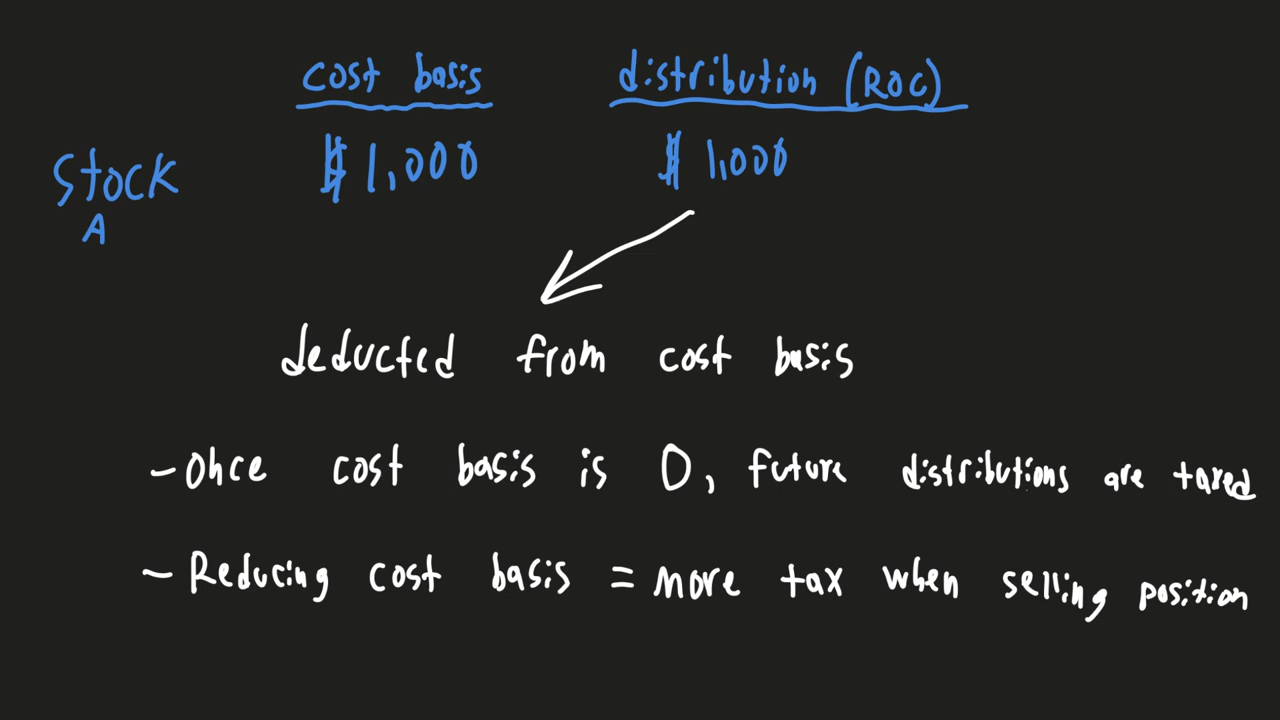 cost basis distribution (ROC)
Stock $1,000 $1,000
A
deducted from cost basis
- Once cost basis is 0, future distributions are taxed
- Reducing cost basis = more tax when selling position